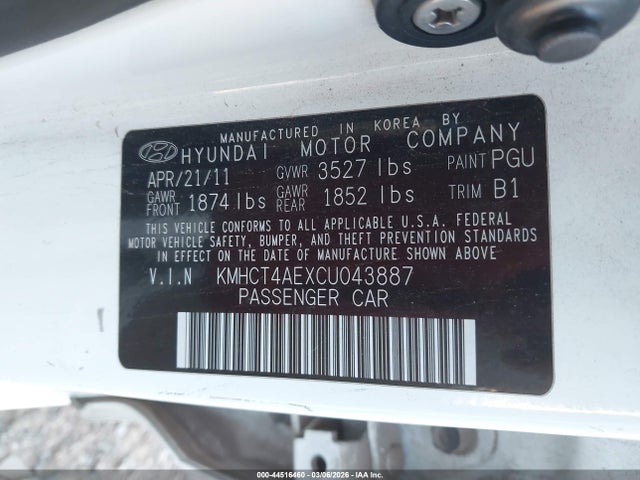 MANUFACTURED IN KOREA BY
HYUNDAI MOTOR COMPANY
APR/21/11 GVWR 3527 lbs PAINT PGU
GAWR FRONT 1874 lbs GAWR REAR 1852 lbs TRIM B1
THIS VEHICLE CONFORMS TO ALL APPLICABLE U.S.A. FEDERAL
MOTOR VEHICLE SAFETY, BUMPER, AND THEFT PREVENTION STANDARDS
IN EFFECT ON THE DATE OF MANUFACTURE SHOWN ABOVE
V.I.N KMHCT4AEXCU043887
PASSENGER CAR
000-44516460 - 03/06/2026 - IAA Inc.